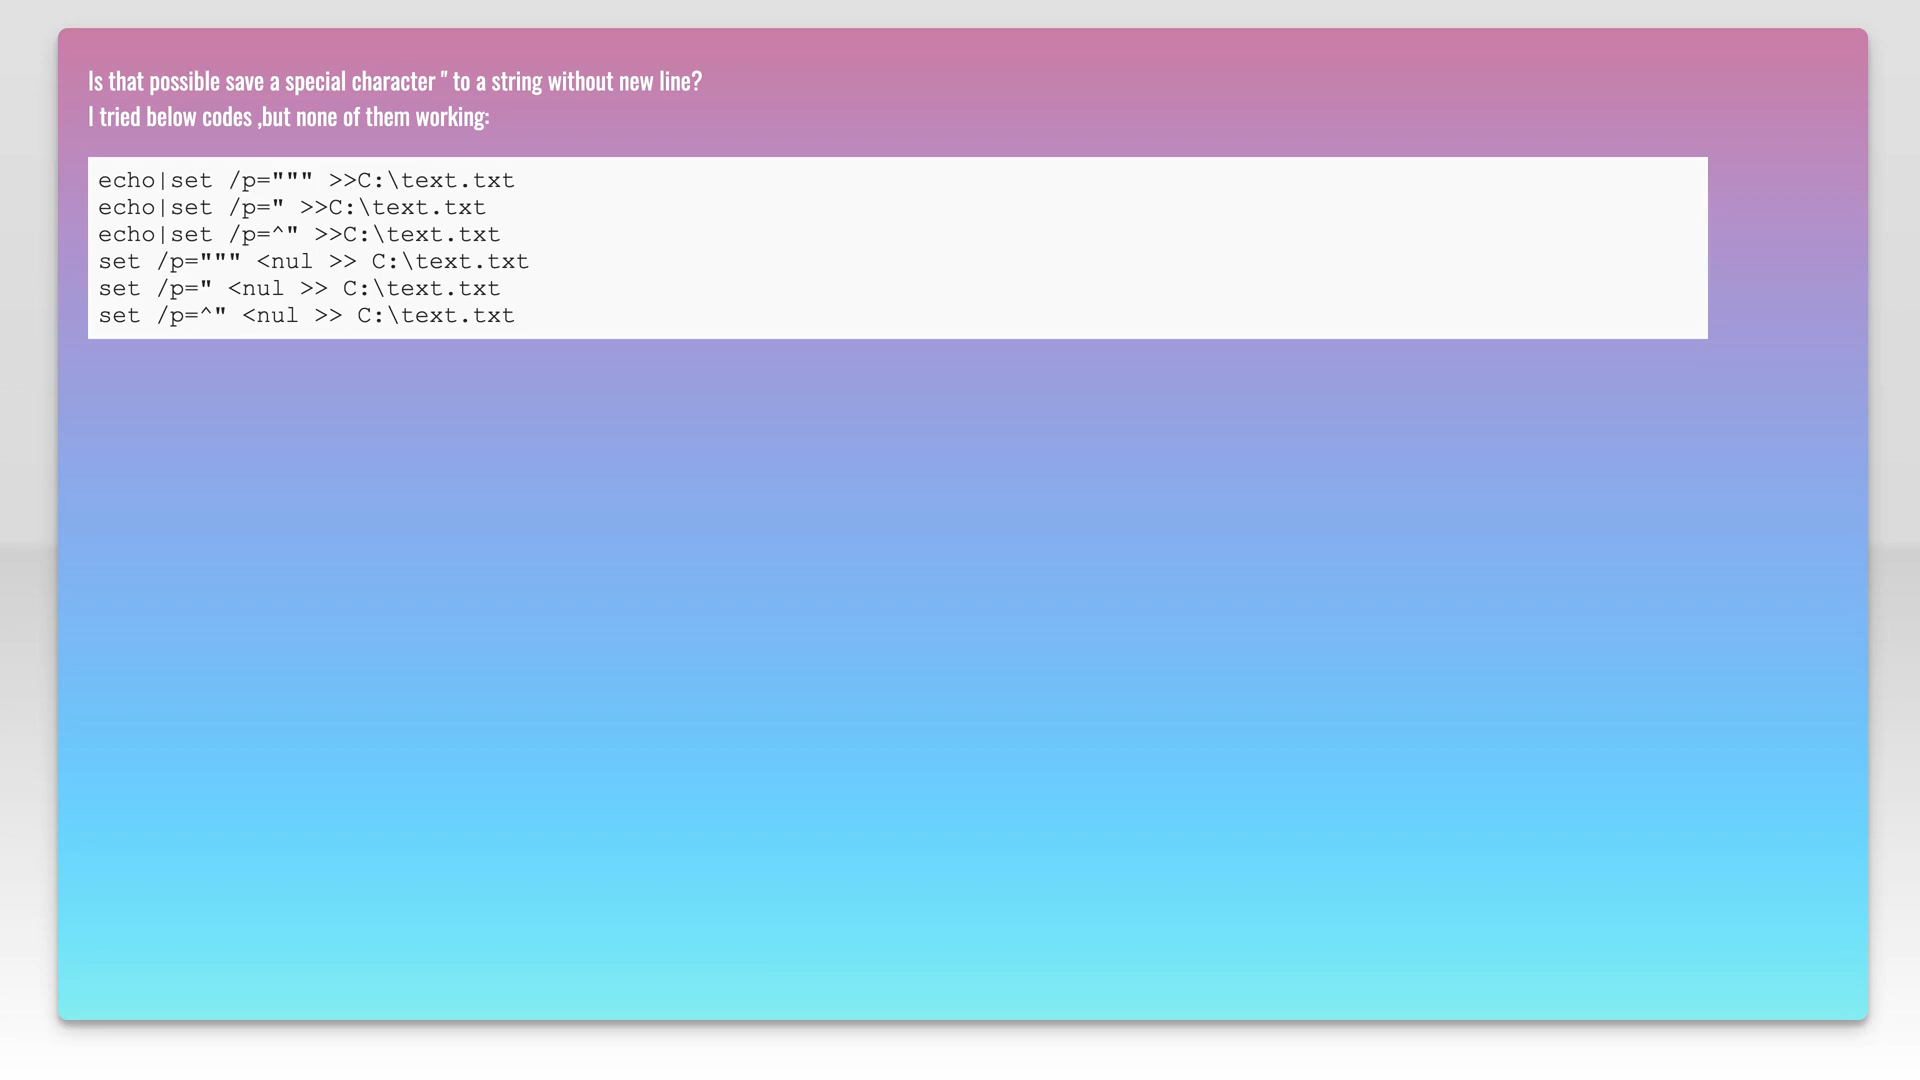 Is that possible save a special character " to a string without new line?
I tried below codes ,but none of them working:
echo|set /p=""" >>C:\text.txt
echo|set /p=" >>C:\text.txt
echo|set /p=^" >>C:\text.txt
set /p=""" <nul >> C:\text.txt
set /p=" <nul >> C:\text.txt
set /p=^" <nul >> C:\text.txt